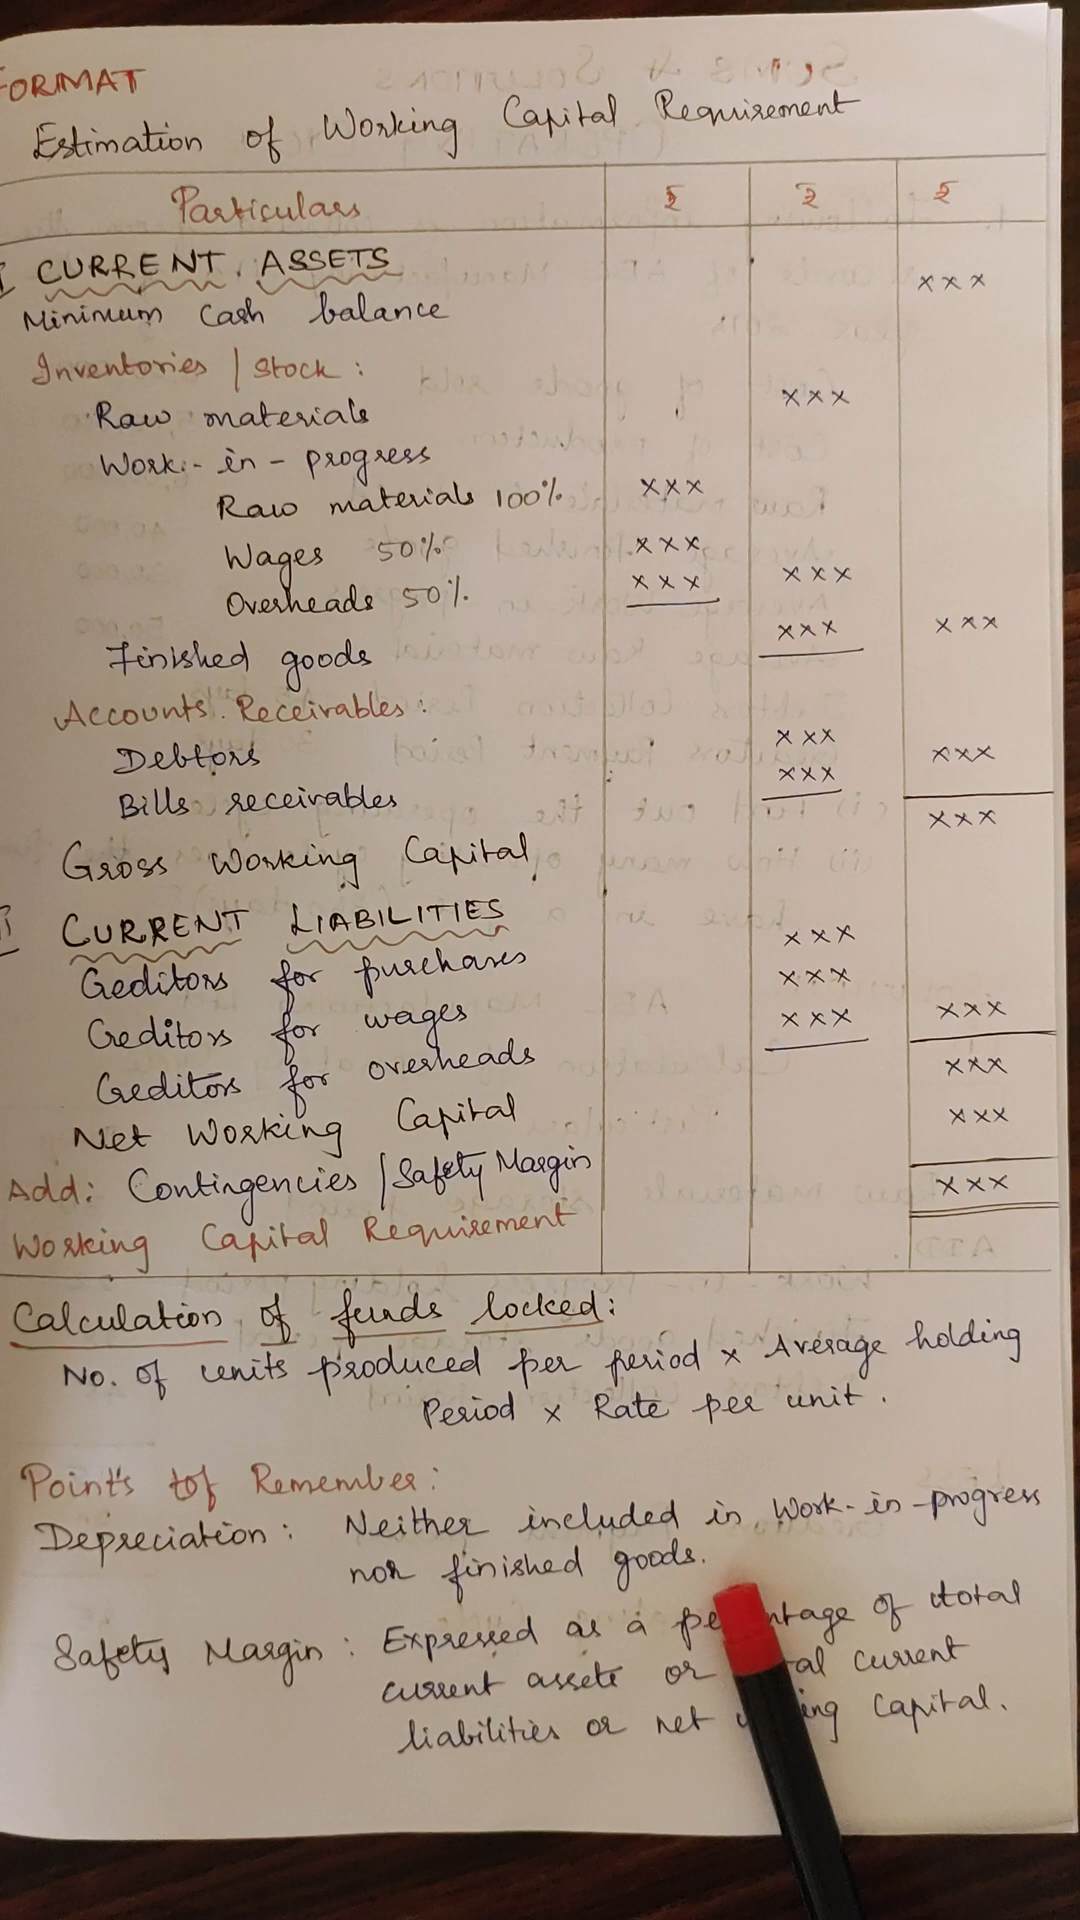 FORMAT
Estimation of Working Capital Requirement
Particulars ₹ ₹ ₹
I CURRENT ASSETS
Minimum Cash balance xxx
Inventories / Stock :
Raw materials xxx
Work-in-progress
Raw materials 100% xxx
Wages 50% xxx
Overheads 50% xxx xxx
Finished goods xxx xxx
Accounts Receivables :
Debtors xxx
Bills receivables xxx xxx
Gross Working Capital xxx
II CURRENT LIABILITIES
Creditors for purchases xxx
Creditors for wages xxx
Creditors for overheads xxx xxx
Net Working Capital xxx
Add: Contingencies / Safety Margin xxx
Working Capital Requirement xxx
Calculation of funds locked:
No. of units produced per period x Average holding
Period x Rate per unit.
Points tof Remember:
Depreciation: Neither included in Work-in-progress
nor finished goods.
Safety Margin: Expressed as a of total
current assets or current
liabilities or net Capital.